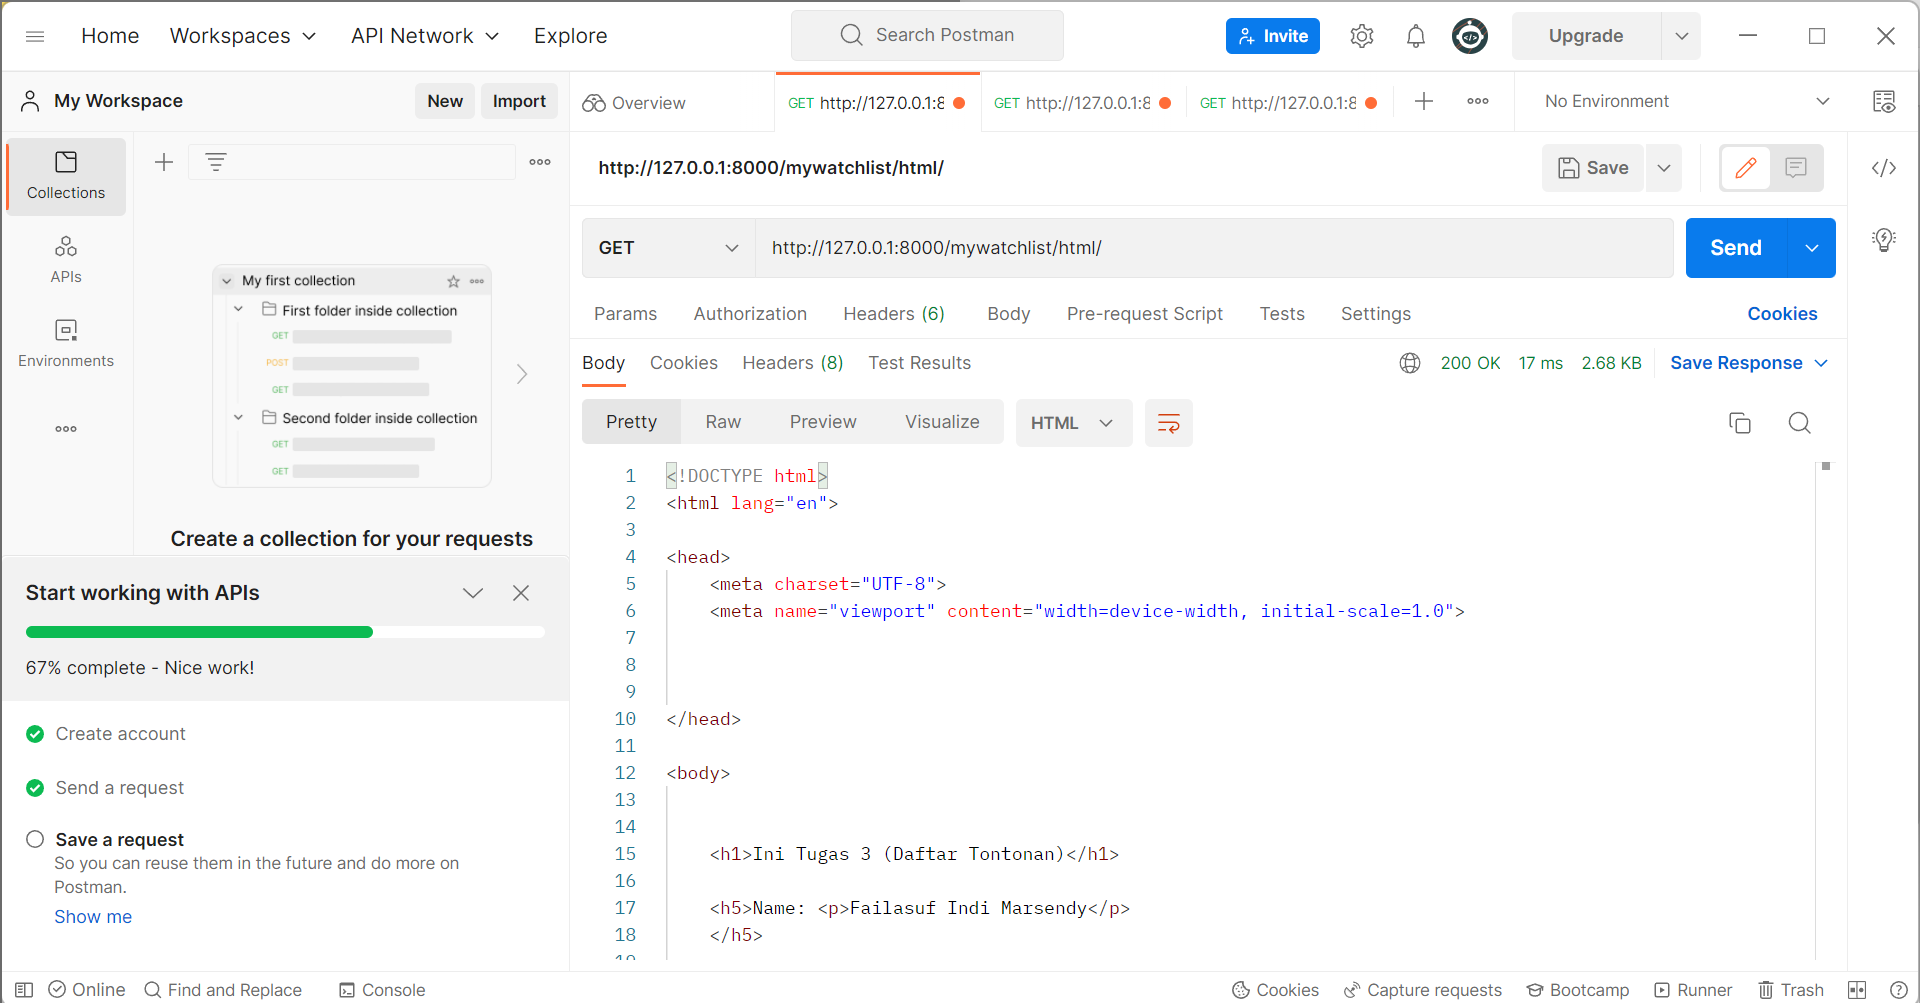 Home Workspaces API Network Explore Search Postman Invite Upgrade
My Workspace New Import
Overview GET http://127.0.0.1:8 GET http://127.0.0.1:8 GET http://127.0.0.1:8 No Environment
Collections
APIs
Environments
My first collection
First folder inside collection
GET
POST
GET
Second folder inside collection
GET
GET
Create a collection for your requests
Start working with APIs
67% complete - Nice work!
Create account
Send a request
Save a request
So you can reuse them in the future and do more on
Postman.
Show me
http://127.0.0.1:8000/mywatchlist/html/ Save
GET http://127.0.0.1:8000/mywatchlist/html/ Send
Params Authorization Headers (6) Body Pre-request Script Tests Settings Cookies
Body Cookies Headers (8) Test Results 200 OK 17 ms 2.68 KB Save Response
Pretty Raw Preview Visualize HTML
1 <!DOCTYPE html>
2 <html lang="en">
3
4 <head>
5 <meta charset="UTF-8">
6 <meta name="viewport" content="width=device-width, initial-scale=1.0">
7
8
9
10 </head>
11
12 <body>
13
14
15 <h1>Ini Tugas 3 (Daftar Tontonan)</h1>
16
17 <h5>Name: <p>Failasuf Indi Marsendy</p>
18 </h5>
Online Find and Replace Console Cookies Capture requests Bootcamp Runner Trash